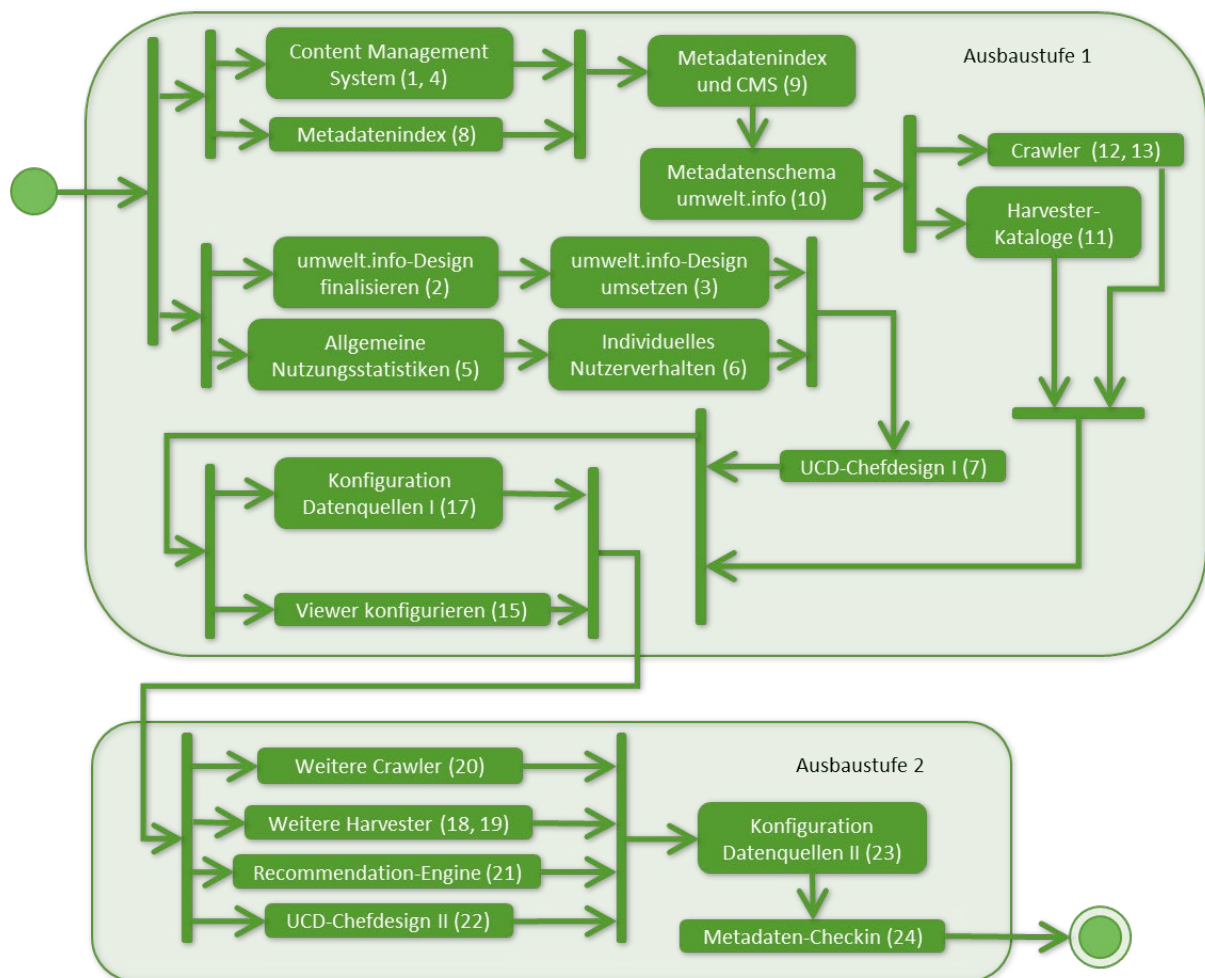 Ausbaustufe 1
Content Management
System (1, 4)
Metadatenindex (8)
Metadatenindex
und CMS (9)
Metadatenschema
umwelt.info (10)
Crawler (12, 13)
Harvester-
Kataloge (11)
umwelt.info-Design
finalisieren (2)
umwelt.info-Design
umsetzen (3)
Allgemeine
Nutzungsstatistiken (5)
Individuelles
Nutzerverhalten (6)
UCD-Chefdesign I (7)
Konfiguration
Datenquellen I (17)
Viewer konfigurieren (15)
Ausbaustufe 2
Weitere Crawler (20)
Weitere Harvester (18, 19)
Recommendation-Engine (21)
UCD-Chefdesign II (22)
Konfiguration
Datenquellen II (23)
Metadaten-Checkin (24)